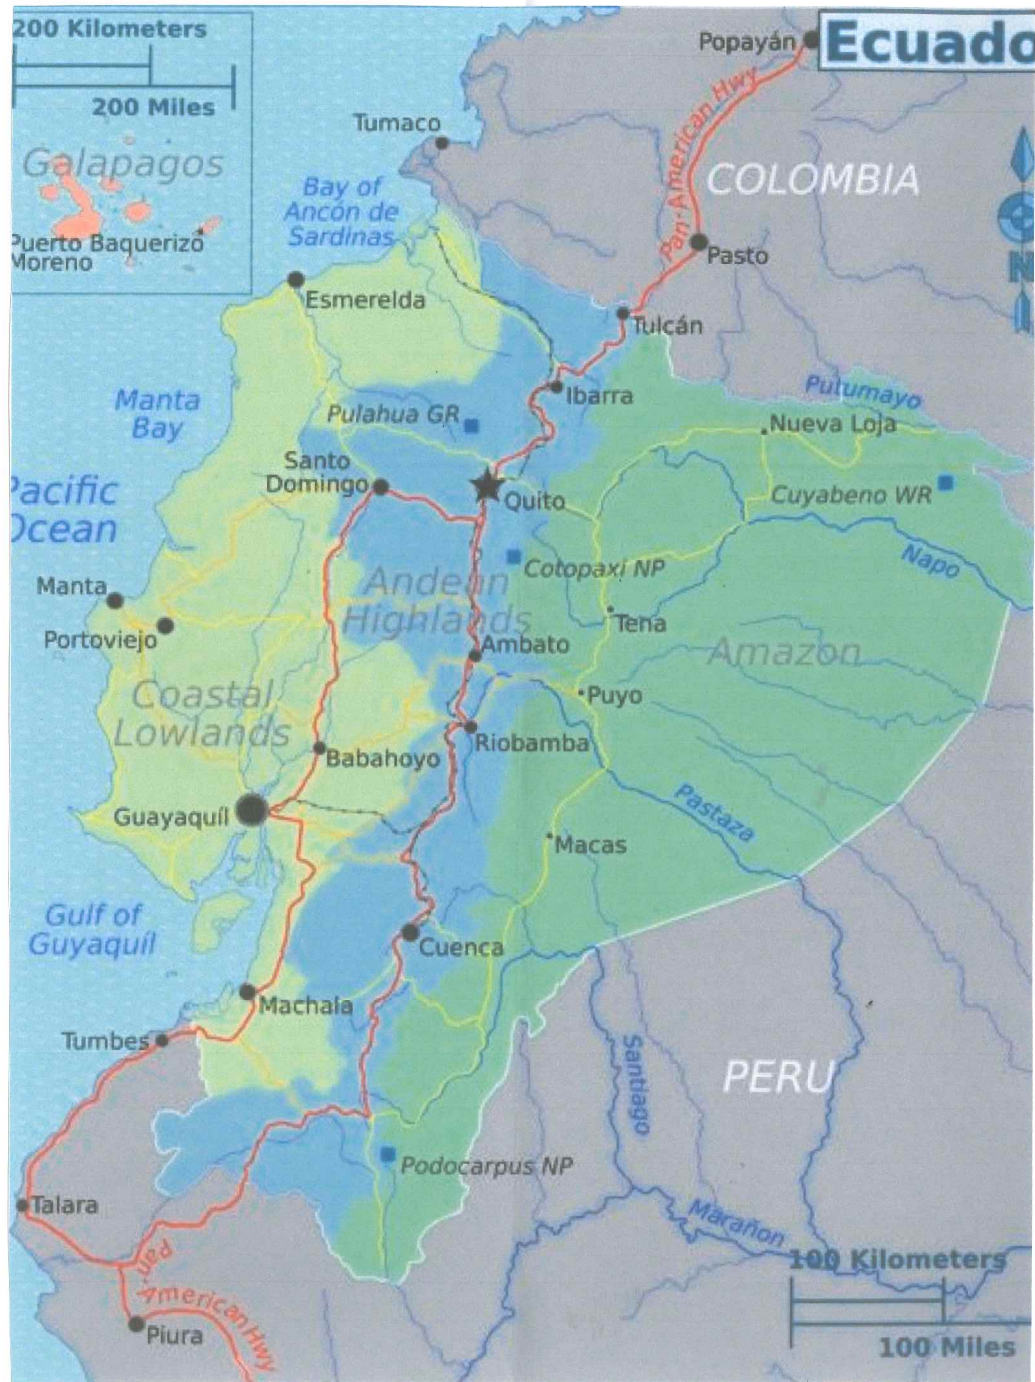 200 Kilometers
200 Miles
Galapagos
Puerto Baquerizo
Moreno
Popayán
Ecuado
Pan-American Hwy
Tumaco
COLOMBIA
Bay of
Ancón de
Sardinas
Pasto
N
Esmerelda
Tulcán
Ibarra
Putumayo
Manta
Bay
Pulahua GR
Nueva Loja
Santo
Domingo
Quito
Cuyabeno WR
Pacific
Ocean
Cotopaxi NP
Napo
Andean
Highlands
Manta
Portoviejo
Tena
Ambato
Amazon
Coastal
Lowlands
Puyo
Riobamba
Babahoyo
Guayaquíl
Pastaza
Macas
Gulf of
Guyaquíl
Cuenca
Machala
Tumbes
Santiago
PERU
Podocarpus NP
Talara
Marañon
Pan-
American Hwy
Piura
100 Kilometers
100 Miles